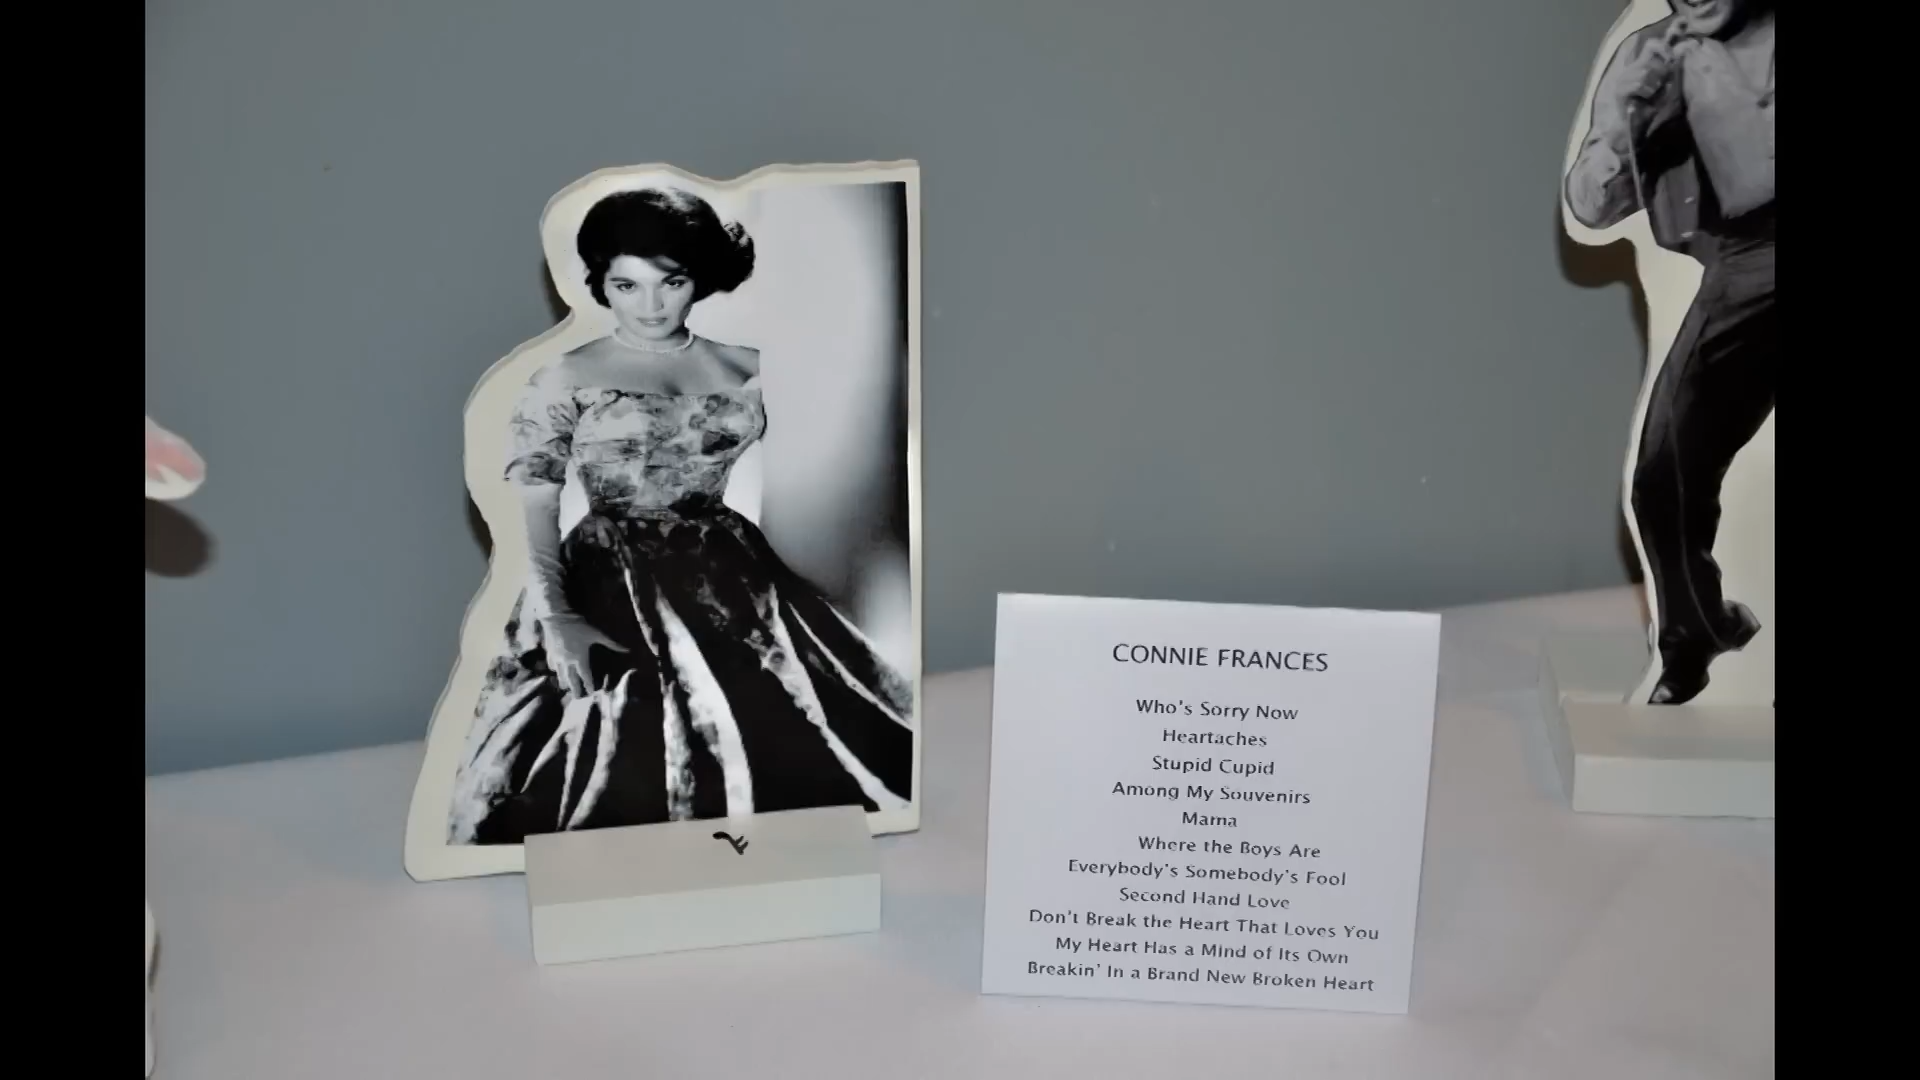 CONNIE FRANCES
Who's Sorry Now
Heartaches
Stupid Cupid
Among My Souvenirs
Mama
Where the Boys Are
Everybody's Somebody's Fool
Second Hand Love
Don't Break the Heart That Loves You
My Heart Has a Mind of Its Own
Breakin' In a Brand New Broken Heart